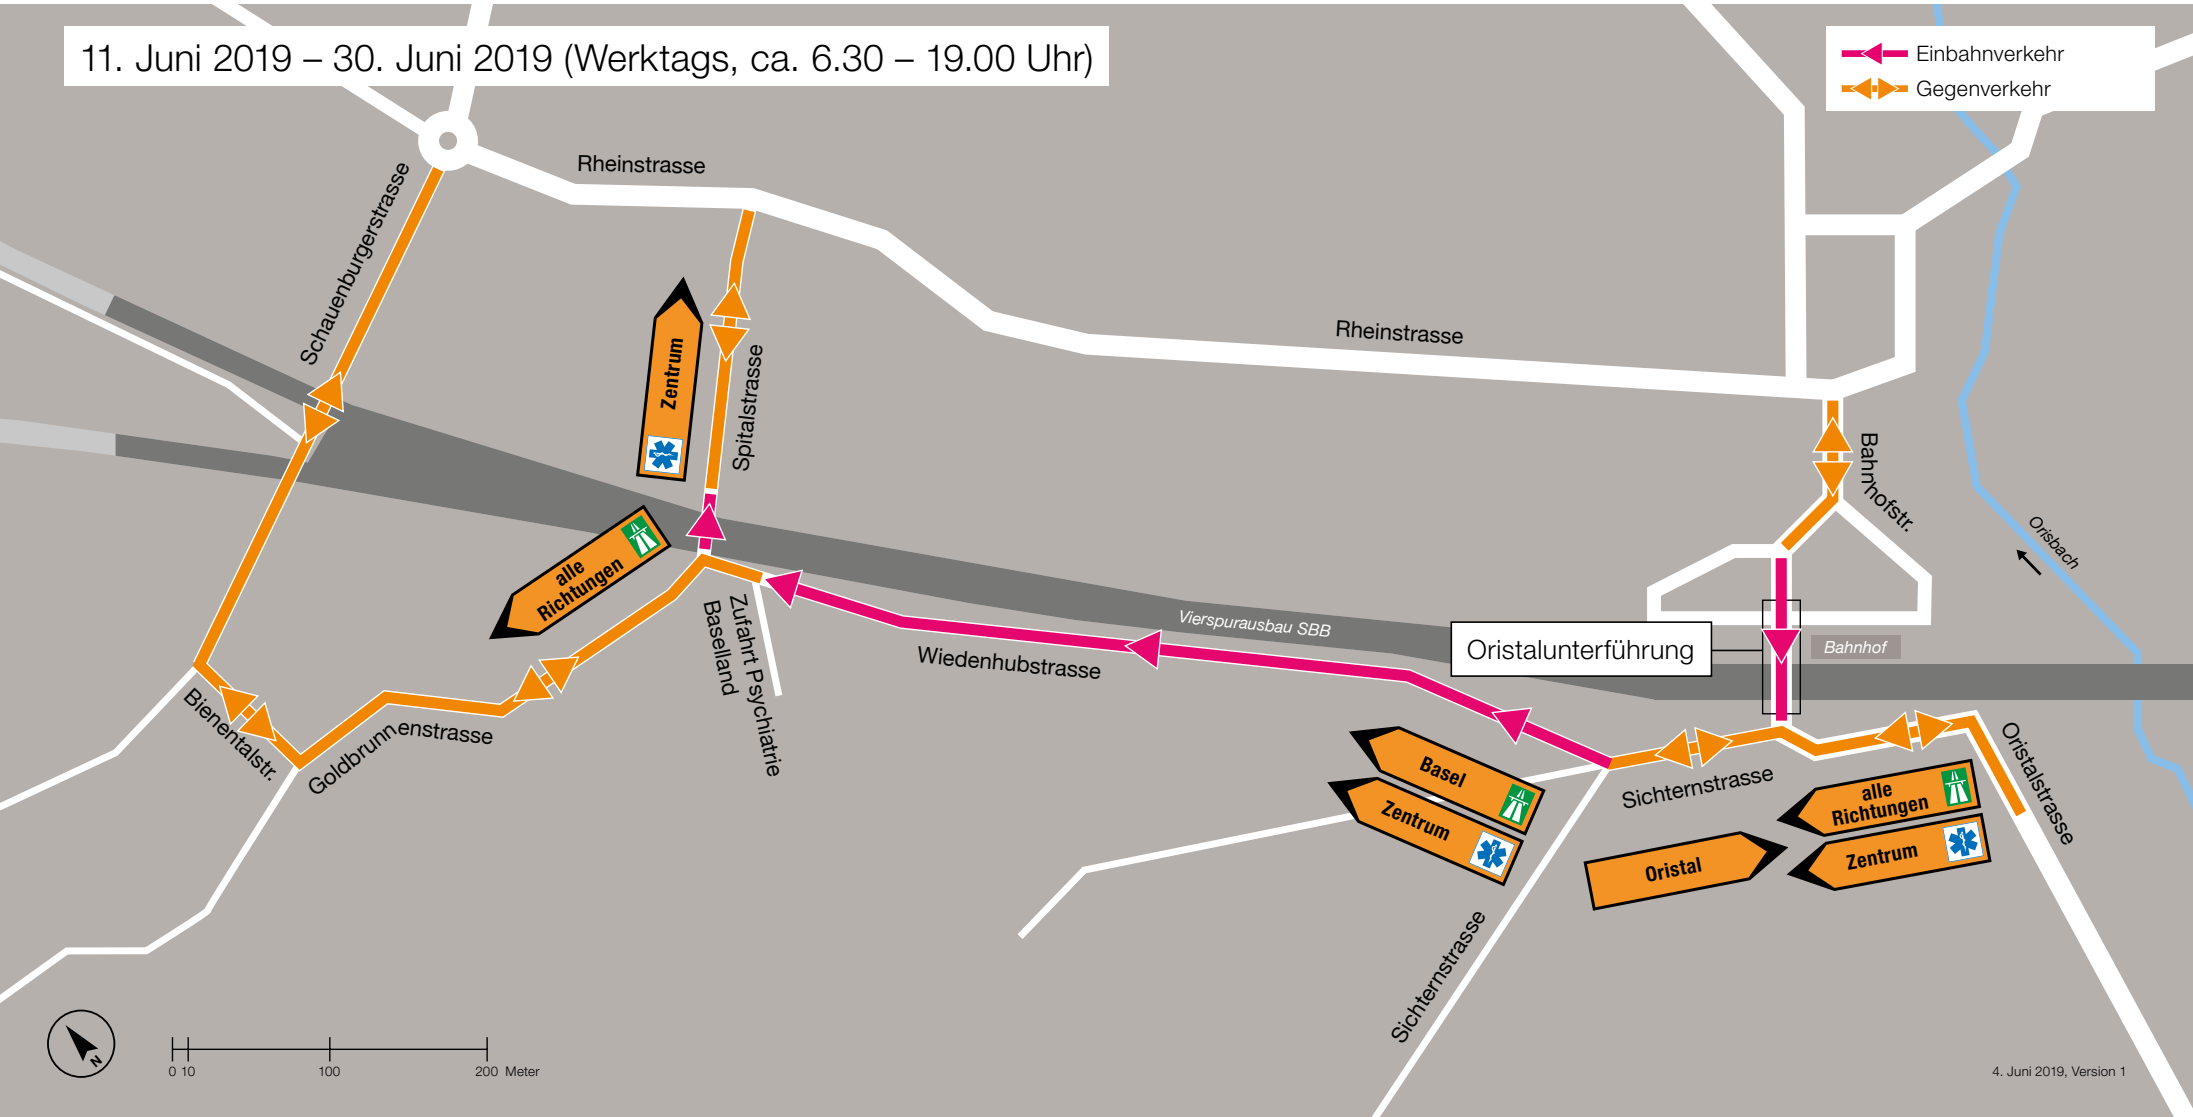 11. Juni 2019 – 30. Juni 2019 (Werktags, ca. 6.30 – 19.00 Uhr)
Einbahnverkehr
Gegenverkehr
Rheinstrasse
Schauenburgerstrasse
Rheinstrasse
Zentrum
Spitalstrasse
Bahnhofstr.
Orisbach
alle
Richtungen
Zufahrt Psychiatrie
Baselland
Vierspurausbau SBB
Oristalunterführung
Bahnhof
Wiedenhubstrasse
Bienentalstr.
Goldbrunnenstrasse
Basel
Zentrum
Sichternstrasse
Oristalstrasse
alle
Richtungen
Zentrum
Oristal
Sichternstrasse
N
0 10 100 200 Meter
4. Juni 2019, Version 1